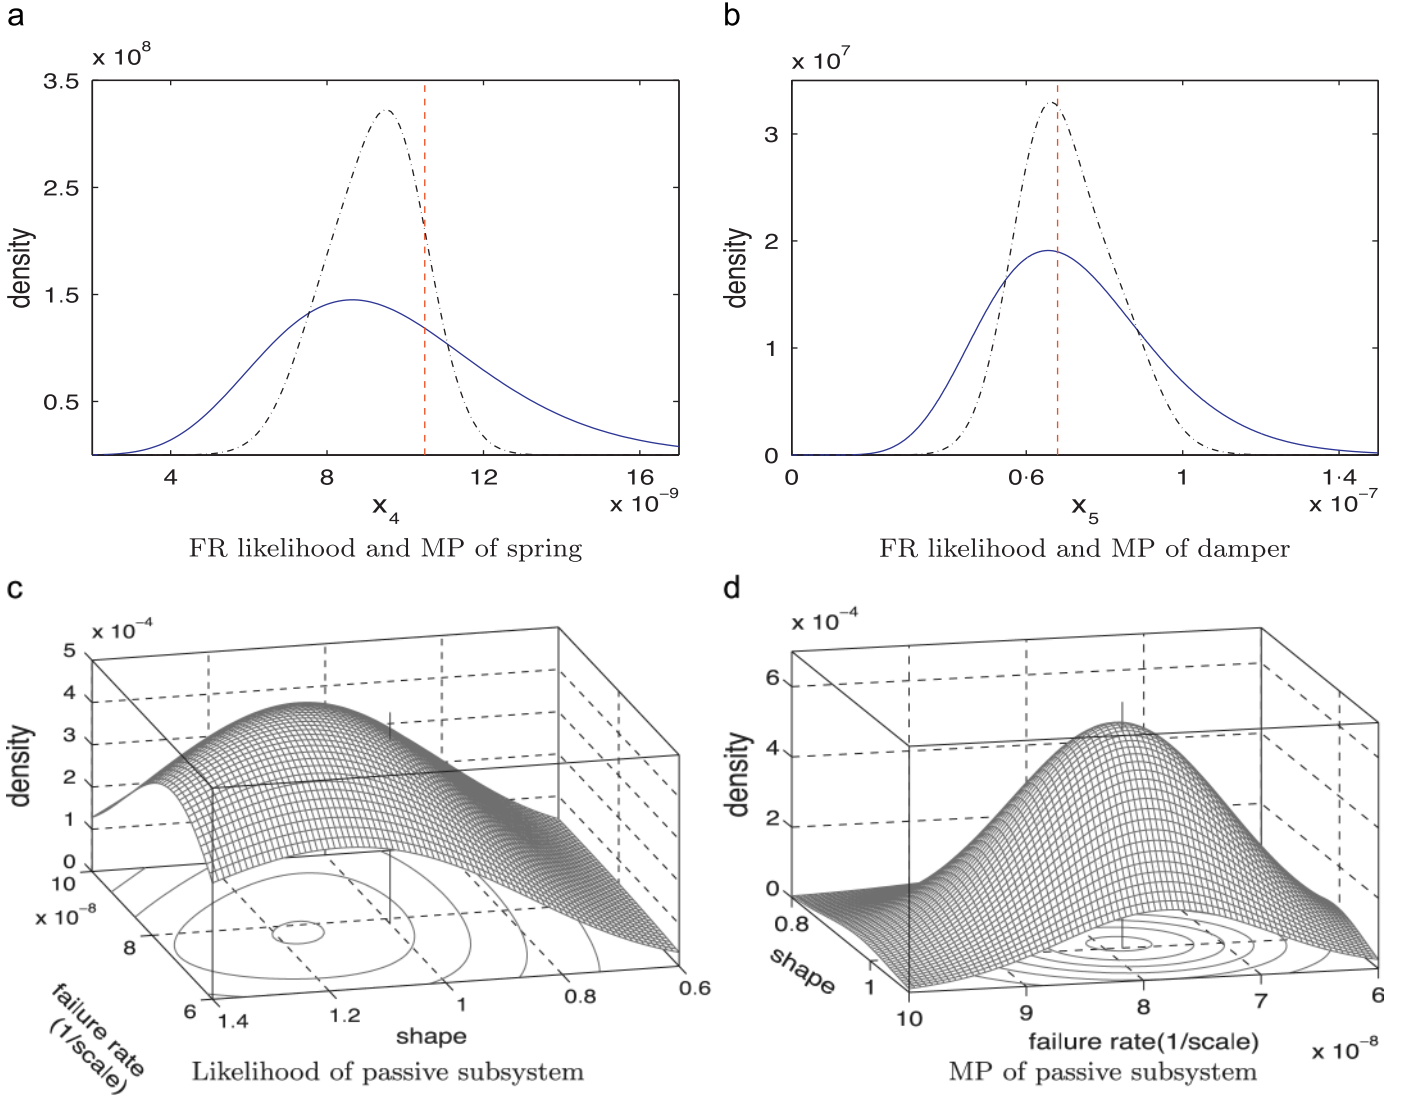 a
x 10^8
3.5
2.5
1.5
0.5
density
4 8 12 16
x 10^-9
x_4
FR likelihood and MP of spring
b
x 10^7
3
2
1
0
density
0 0·6 1 1·4
x 10^-7
x_5
FR likelihood and MP of damper
c
x 10^-4
5
4
3
2
1
0
density
10
x 10^-8
8
6
failure rate
(1/scale)
1.4 1.2 1 0.8 0.6
shape
Likelihood of passive subsystem
d
x 10^-4
6
4
2
0
density
0.8
1
shape
10 9 8 7 6
failure rate(1/scale)
x 10^-8
MP of passive subsystem